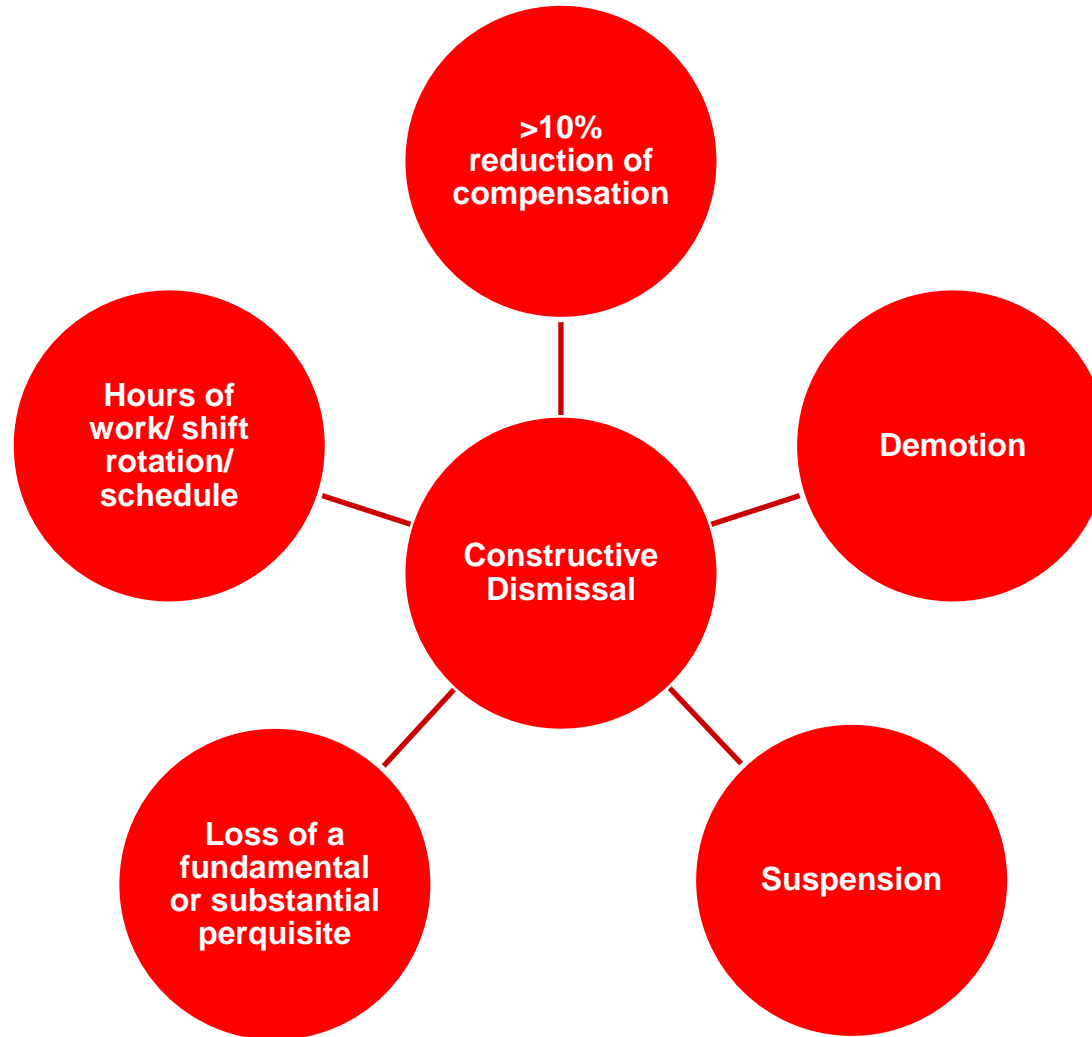 >10%
reduction of
compensation
Hours of
work/ shift
rotation/
schedule
Demotion
Constructive
Dismissal
Loss of a
fundamental
or substantial
perquisite
Suspension